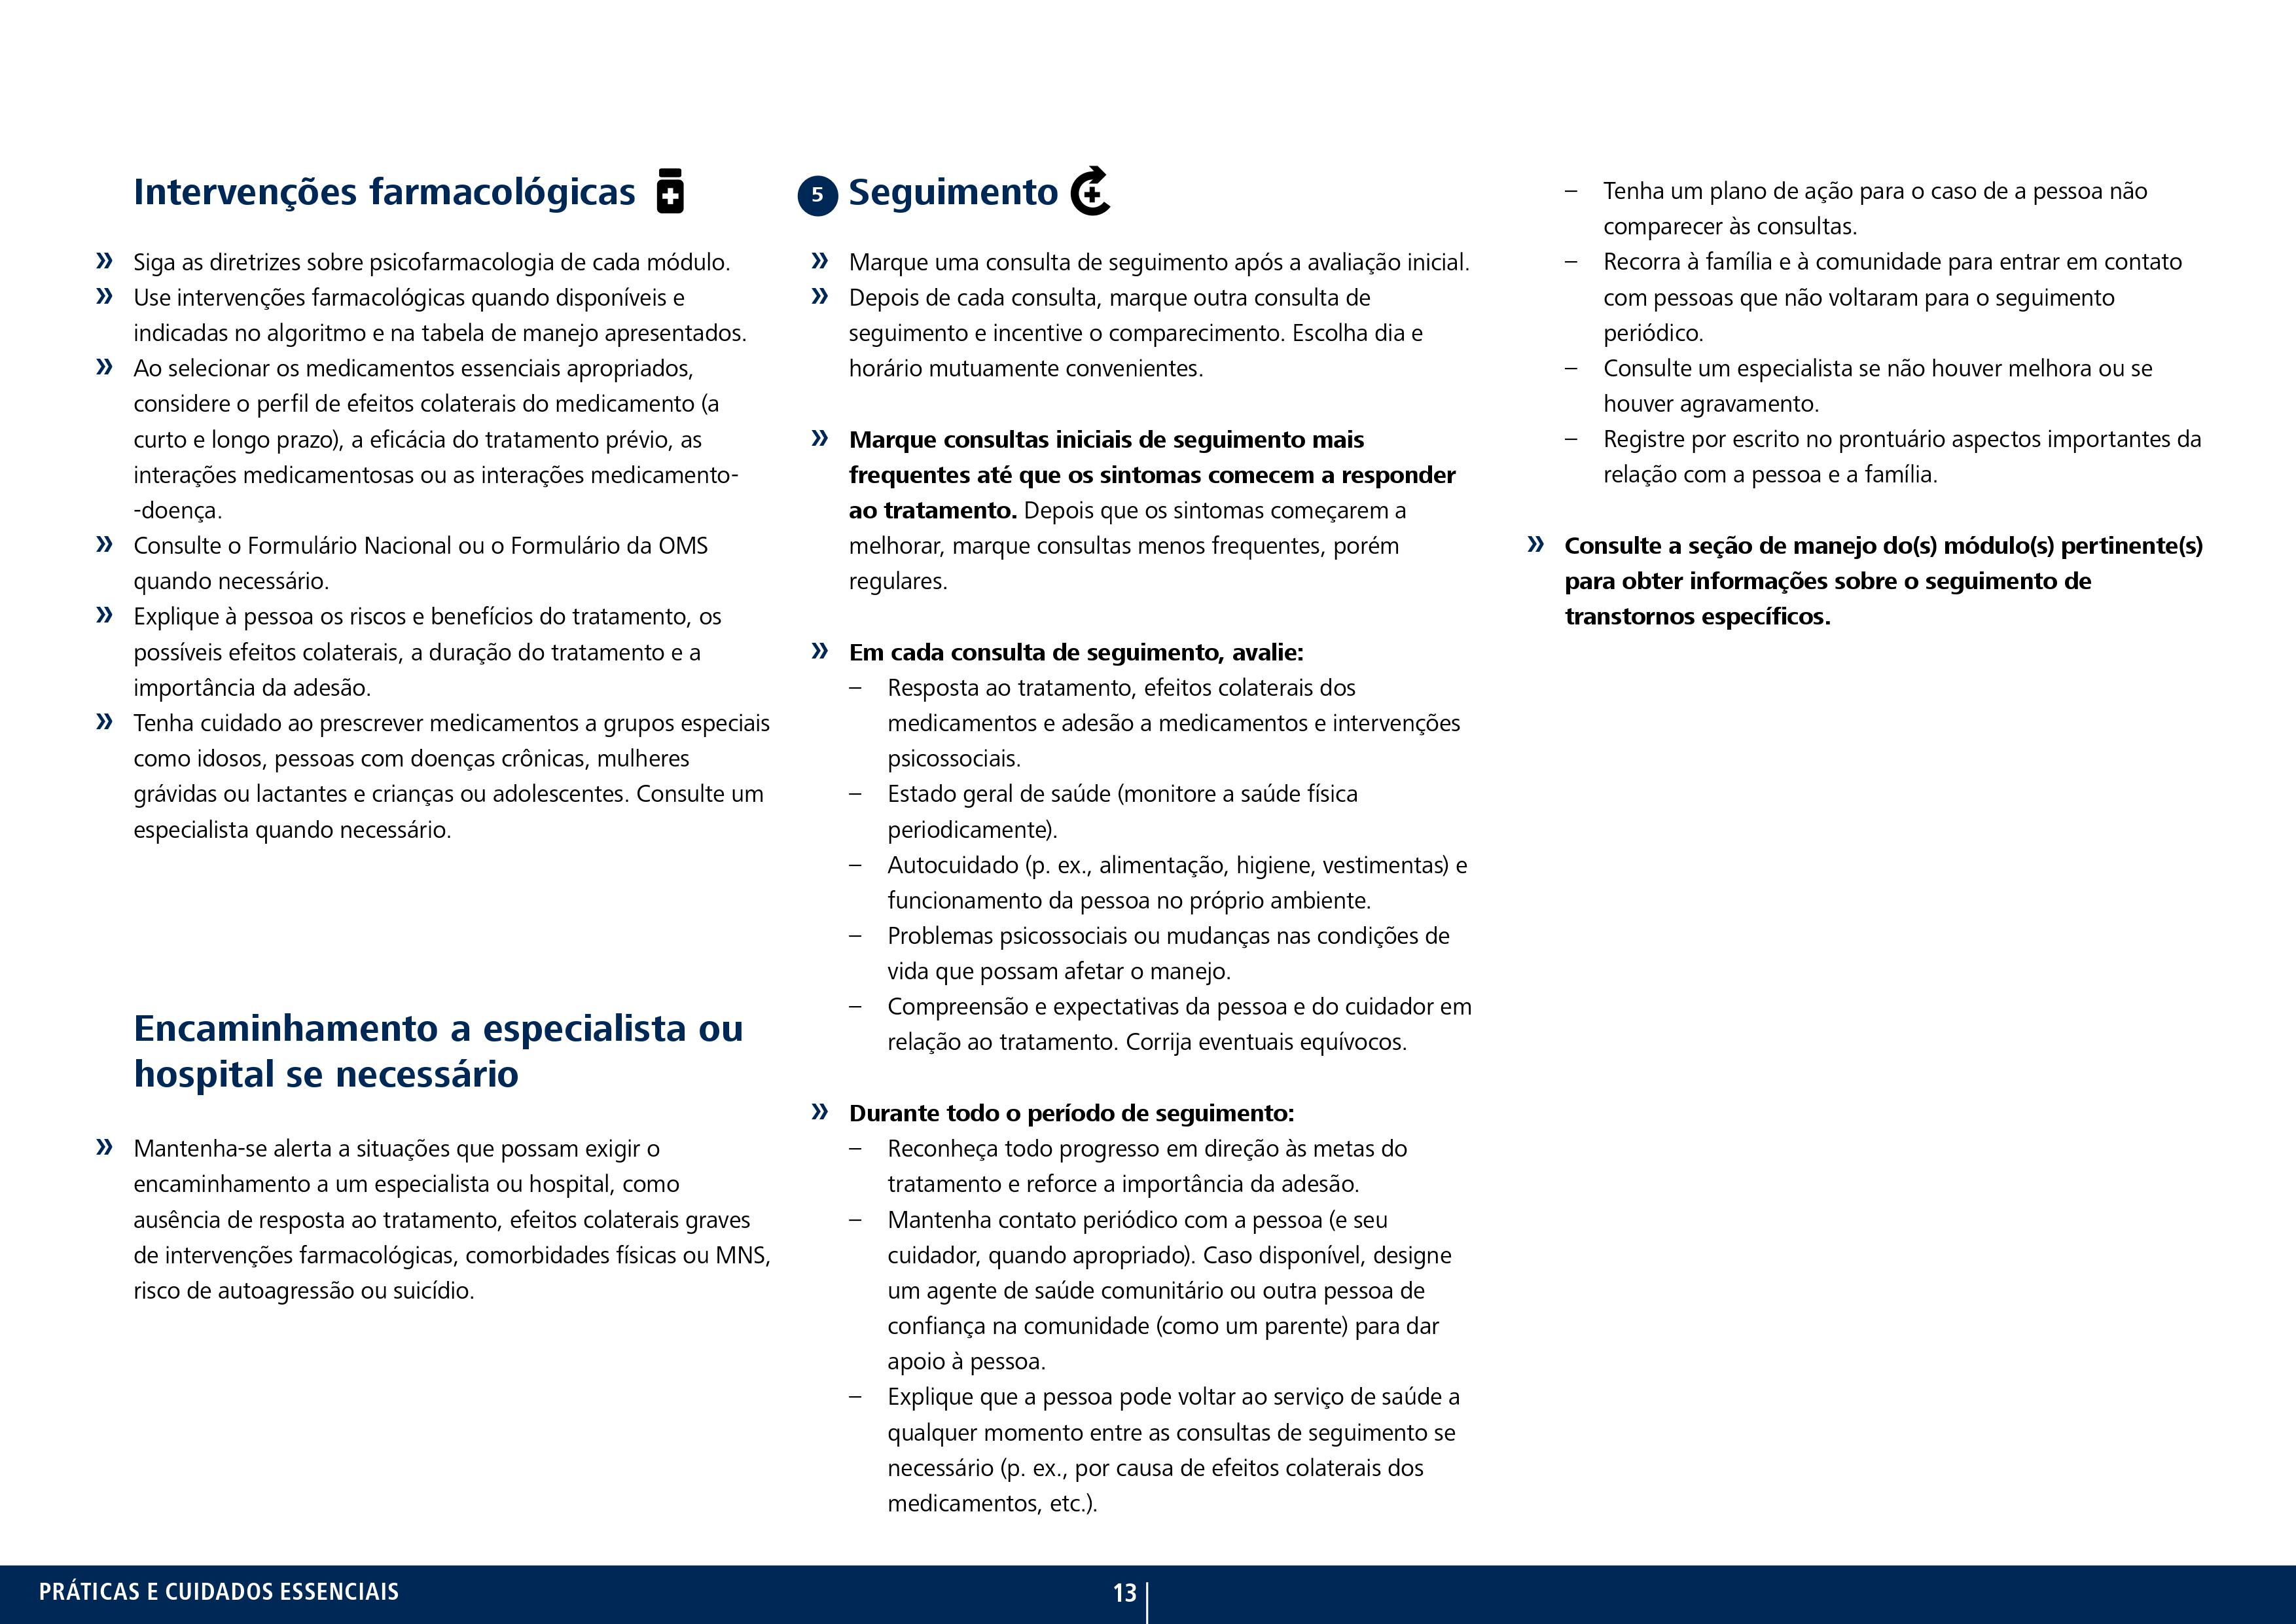 Intervenções farmacológicas
» Siga as diretrizes sobre psicofarmacologia de cada módulo.
» Use intervenções farmacológicas quando disponíveis e
indicadas no algoritmo e na tabela de manejo apresentados.
» Ao selecionar os medicamentos essenciais apropriados,
considere o perfil de efeitos colaterais do medicamento (a
curto e longo prazo), a eficácia do tratamento prévio, as
interações medicamentosas ou as interações medicamento-
-doença.
» Consulte o Formulário Nacional ou o Formulário da OMS
quando necessário.
» Explique à pessoa os riscos e benefícios do tratamento, os
possíveis efeitos colaterais, a duração do tratamento e a
importância da adesão.
» Tenha cuidado ao prescrever medicamentos a grupos especiais
como idosos, pessoas com doenças crônicas, mulheres
grávidas ou lactantes e crianças ou adolescentes. Consulte um
especialista quando necessário.
Encaminhamento a especialista ou
hospital se necessário
» Mantenha-se alerta a situações que possam exigir o
encaminhamento a um especialista ou hospital, como
ausência de resposta ao tratamento, efeitos colaterais graves
de intervenções farmacológicas, comorbidades físicas ou MNS,
risco de autoagressão ou suicídio.
5 Seguimento
» Marque uma consulta de seguimento após a avaliação inicial.
» Depois de cada consulta, marque outra consulta de
seguimento e incentive o comparecimento. Escolha dia e
horário mutuamente convenientes.
» Marque consultas iniciais de seguimento mais
frequentes até que os sintomas comecem a responder
ao tratamento. Depois que os sintomas começarem a
melhorar, marque consultas menos frequentes, porém
regulares.
» Em cada consulta de seguimento, avalie:
– Resposta ao tratamento, efeitos colaterais dos
medicamentos e adesão a medicamentos e intervenções
psicossociais.
– Estado geral de saúde (monitore a saúde física
periodicamente).
– Autocuidado (p. ex., alimentação, higiene, vestimentas) e
funcionamento da pessoa no próprio ambiente.
– Problemas psicossociais ou mudanças nas condições de
vida que possam afetar o manejo.
– Compreensão e expectativas da pessoa e do cuidador em
relação ao tratamento. Corrija eventuais equívocos.
» Durante todo o período de seguimento:
– Reconheça todo progresso em direção às metas do
tratamento e reforce a importância da adesão.
– Mantenha contato periódico com a pessoa (e seu
cuidador, quando apropriado). Caso disponível, designe
um agente de saúde comunitário ou outra pessoa de
confiança na comunidade (como um parente) para dar
apoio à pessoa.
– Explique que a pessoa pode voltar ao serviço de saúde a
qualquer momento entre as consultas de seguimento se
necessário (p. ex., por causa de efeitos colaterais dos
medicamentos, etc.).
– Tenha um plano de ação para o caso de a pessoa não
comparecer às consultas.
– Recorra à família e à comunidade para entrar em contato
com pessoas que não voltaram para o seguimento
periódico.
– Consulte um especialista se não houver melhora ou se
houver agravamento.
– Registre por escrito no prontuário aspectos importantes da
relação com a pessoa e a família.
» Consulte a seção de manejo do(s) módulo(s) pertinente(s)
para obter informações sobre o seguimento de
transtornos específicos.
PRÁTICAS E CUIDADOS ESSENCIAIS
13